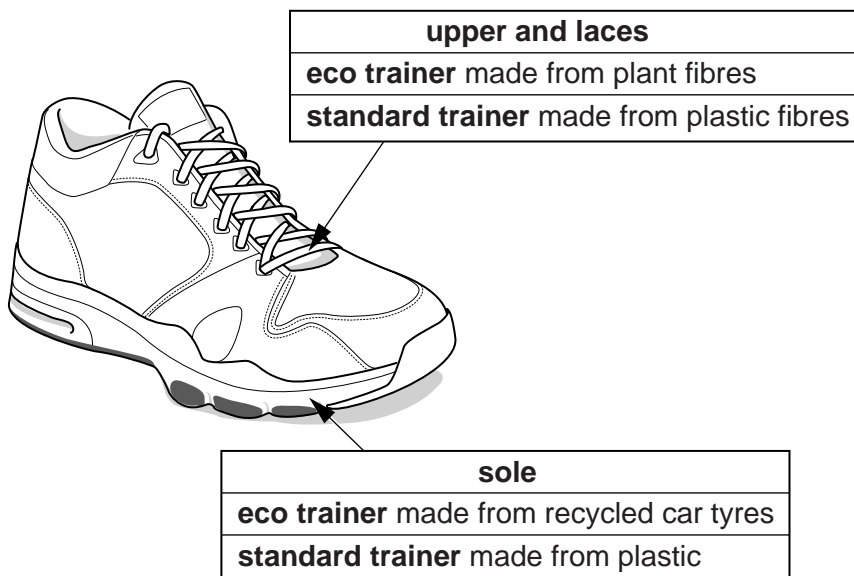 upper and laces
eco trainer made from plant fibres
standard trainer made from plastic fibres
sole
eco trainer made from recycled car tyres
standard trainer made from plastic